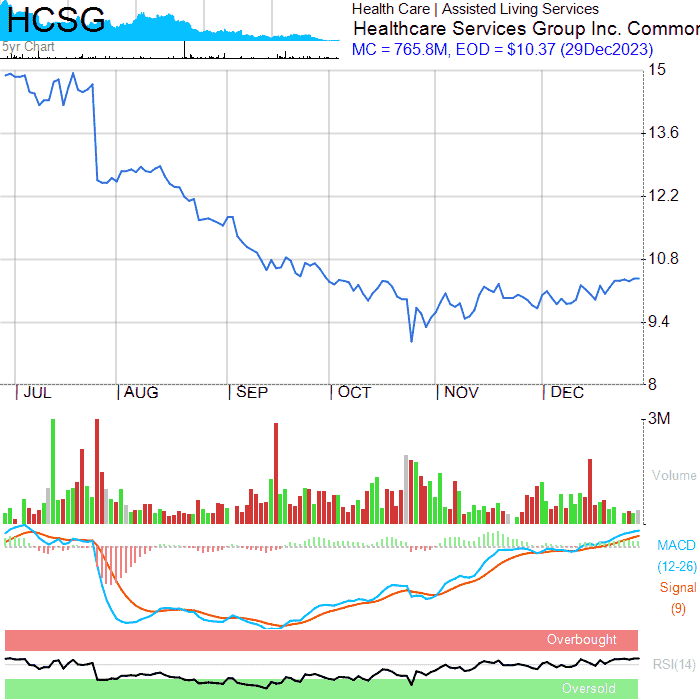 HCSG
5yr Chart
Health Care | Assisted Living Services
Healthcare Services Group Inc. Common
MC = 765.8M, EOD = $10.37 (29Dec2023)
15
13.6
12.2
10.8
9.4
8
JUL AUG SEP OCT NOV DEC
3M
Volume
MACD
(12-26)
Signal
(9)
Overbought
RSI(14)
Oversold